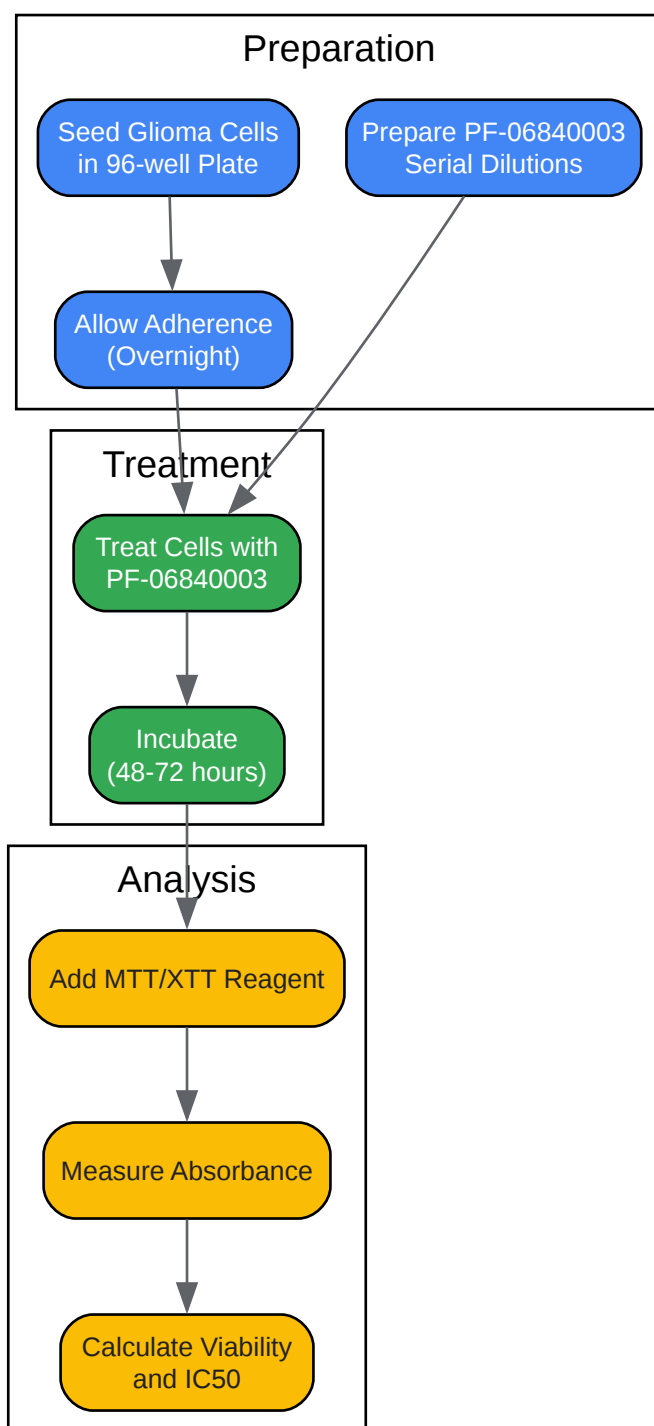 Preparation
Seed Glioma Cells
in 96-well Plate
Prepare PF-06840003
Serial Dilutions
Allow Adherence
(Overnight)
Treatment
Treat Cells with
PF-06840003
Incubate
(48-72 hours)
Analysis
Add MTT/XTT Reagent
Measure Absorbance
Calculate Viability
and IC50